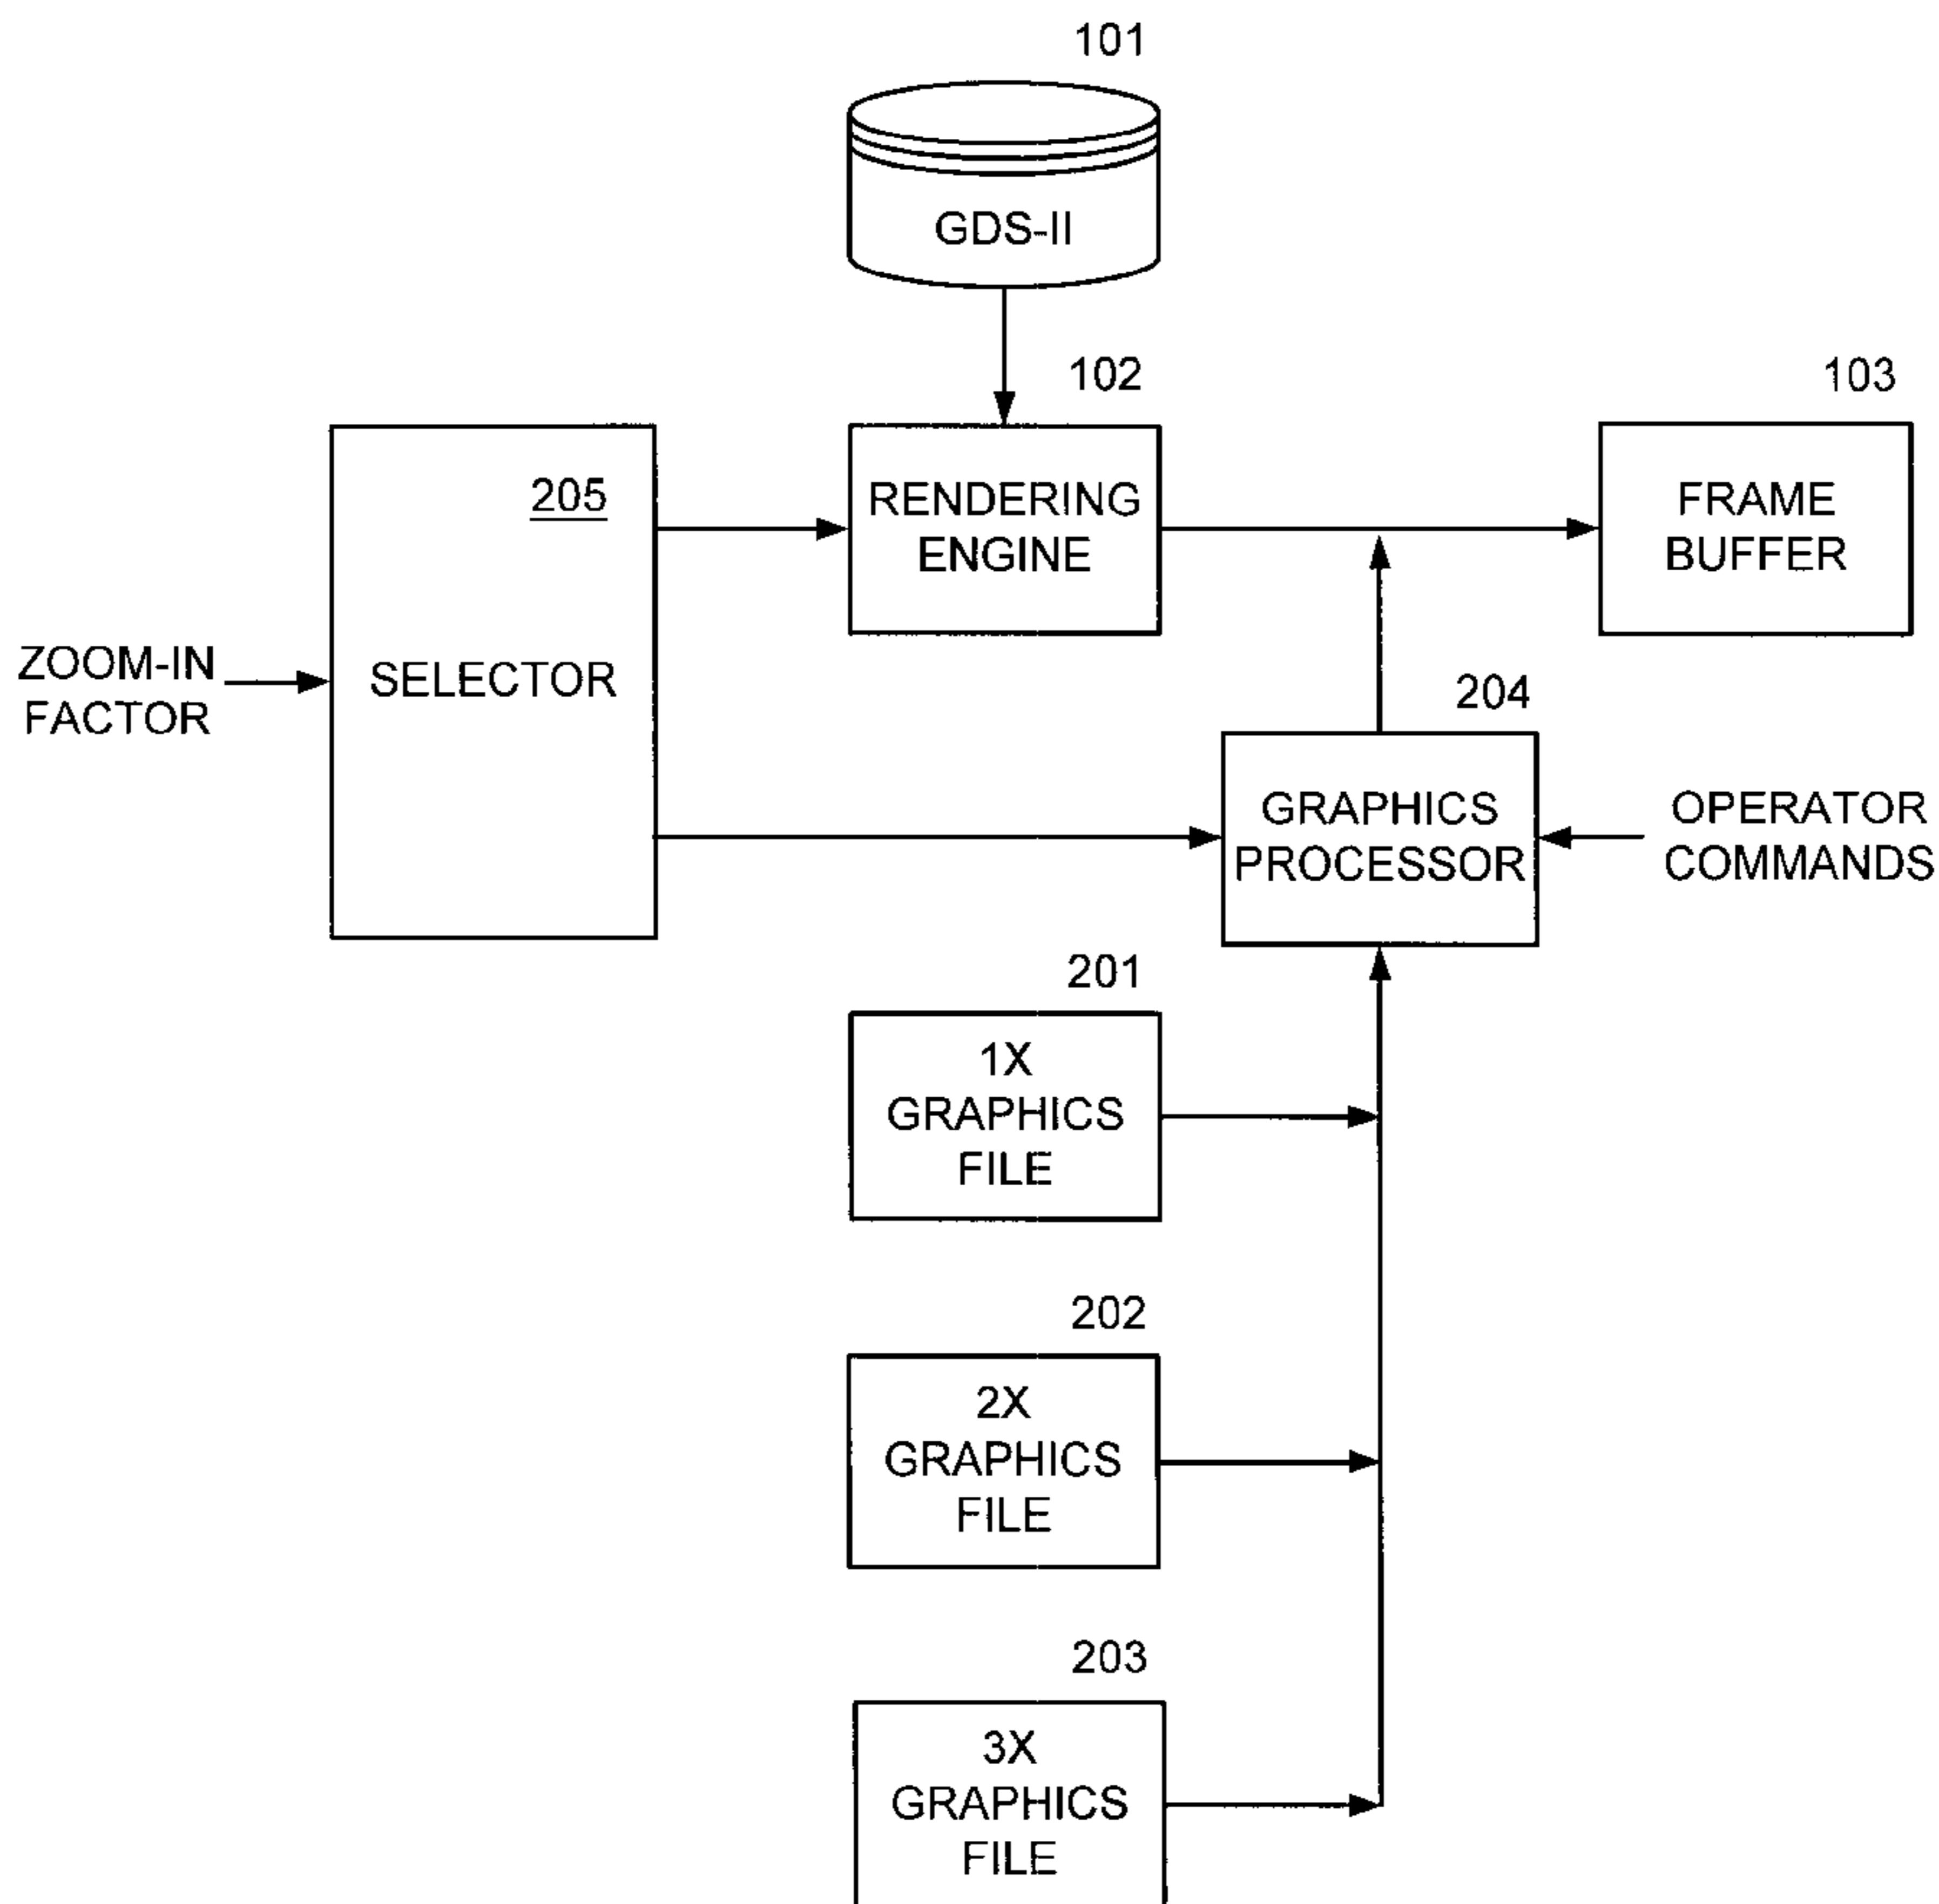 101
GDS-II
102
103
RENDERING
ENGINE
FRAME
BUFFER
205
ZOOM-IN
FACTOR
SELECTOR
204
GRAPHICS
PROCESSOR
OPERATOR
COMMANDS
201
1X
GRAPHICS
FILE
202
2X
GRAPHICS
FILE
203
3X
GRAPHICS
FILE